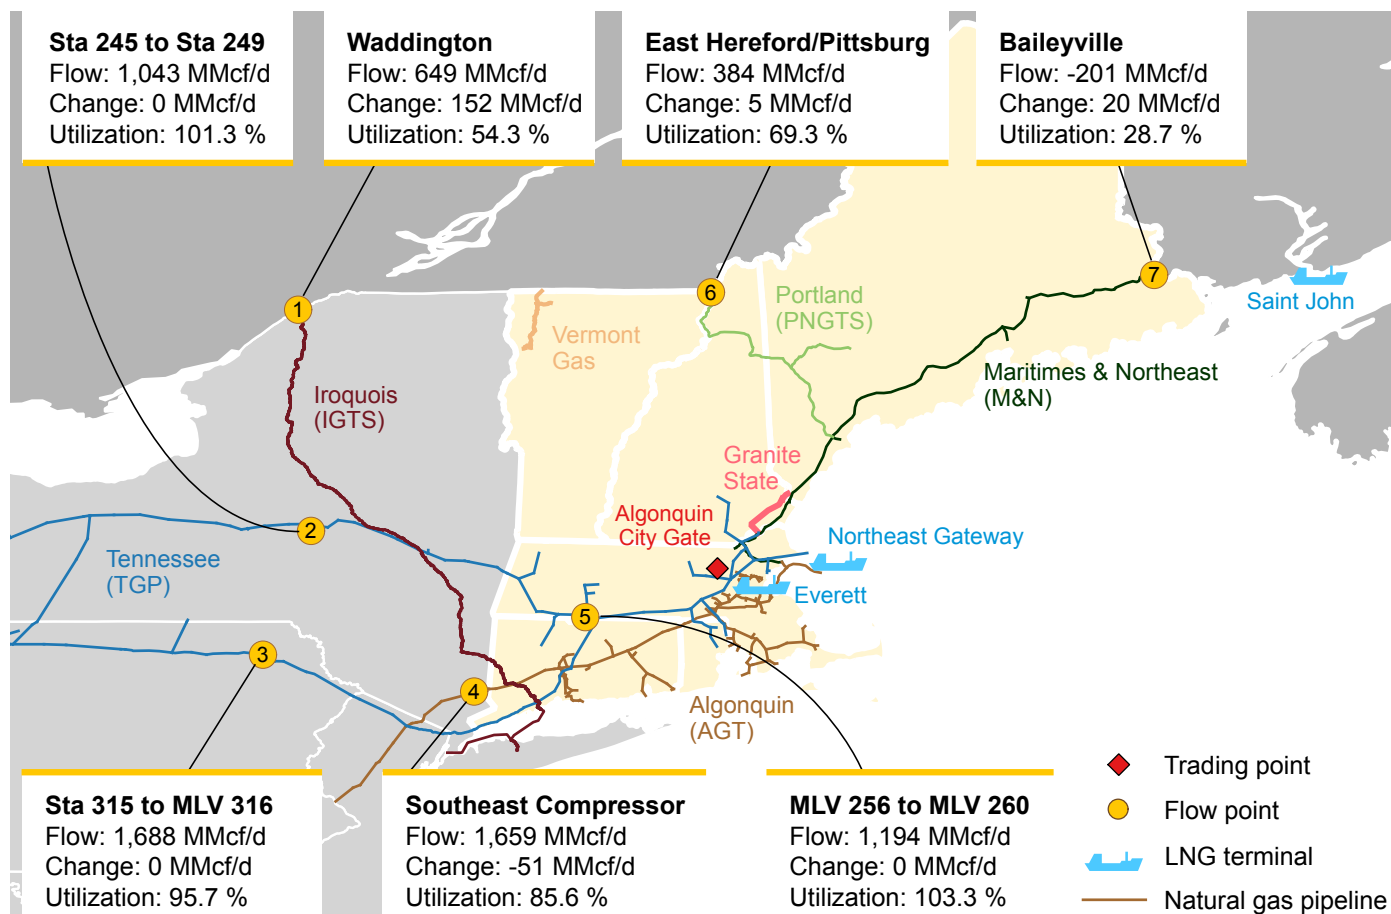 Sta 245 to Sta 249
Flow: 1,043 MMcf/d
Change: 0 MMcf/d
Utilization: 101.3 %
Waddington
Flow: 649 MMcf/d
Change: 152 MMcf/d
Utilization: 54.3 %
East Hereford/Pittsburg
Flow: 384 MMcf/d
Change: 5 MMcf/d
Utilization: 69.3 %
Baileyville
Flow: -201 MMcf/d
Change: 20 MMcf/d
Utilization: 28.7 %
1
6
7
Saint John
Portland
(PNGTS)
Vermont
Gas
Maritimes & Northeast
(M&N)
Iroquois
(IGTS)
Granite
State
Algonquin
City Gate
2
Northeast Gateway
Tennessee
(TGP)
Everett
5
3
4
Algonquin
(AGT)
Sta 315 to MLV 316
Flow: 1,688 MMcf/d
Change: 0 MMcf/d
Utilization: 95.7 %
Southeast Compressor
Flow: 1,659 MMcf/d
Change: -51 MMcf/d
Utilization: 85.6 %
MLV 256 to MLV 260
Flow: 1,194 MMcf/d
Change: 0 MMcf/d
Utilization: 103.3 %
Trading point
Flow point
LNG terminal
Natural gas pipeline